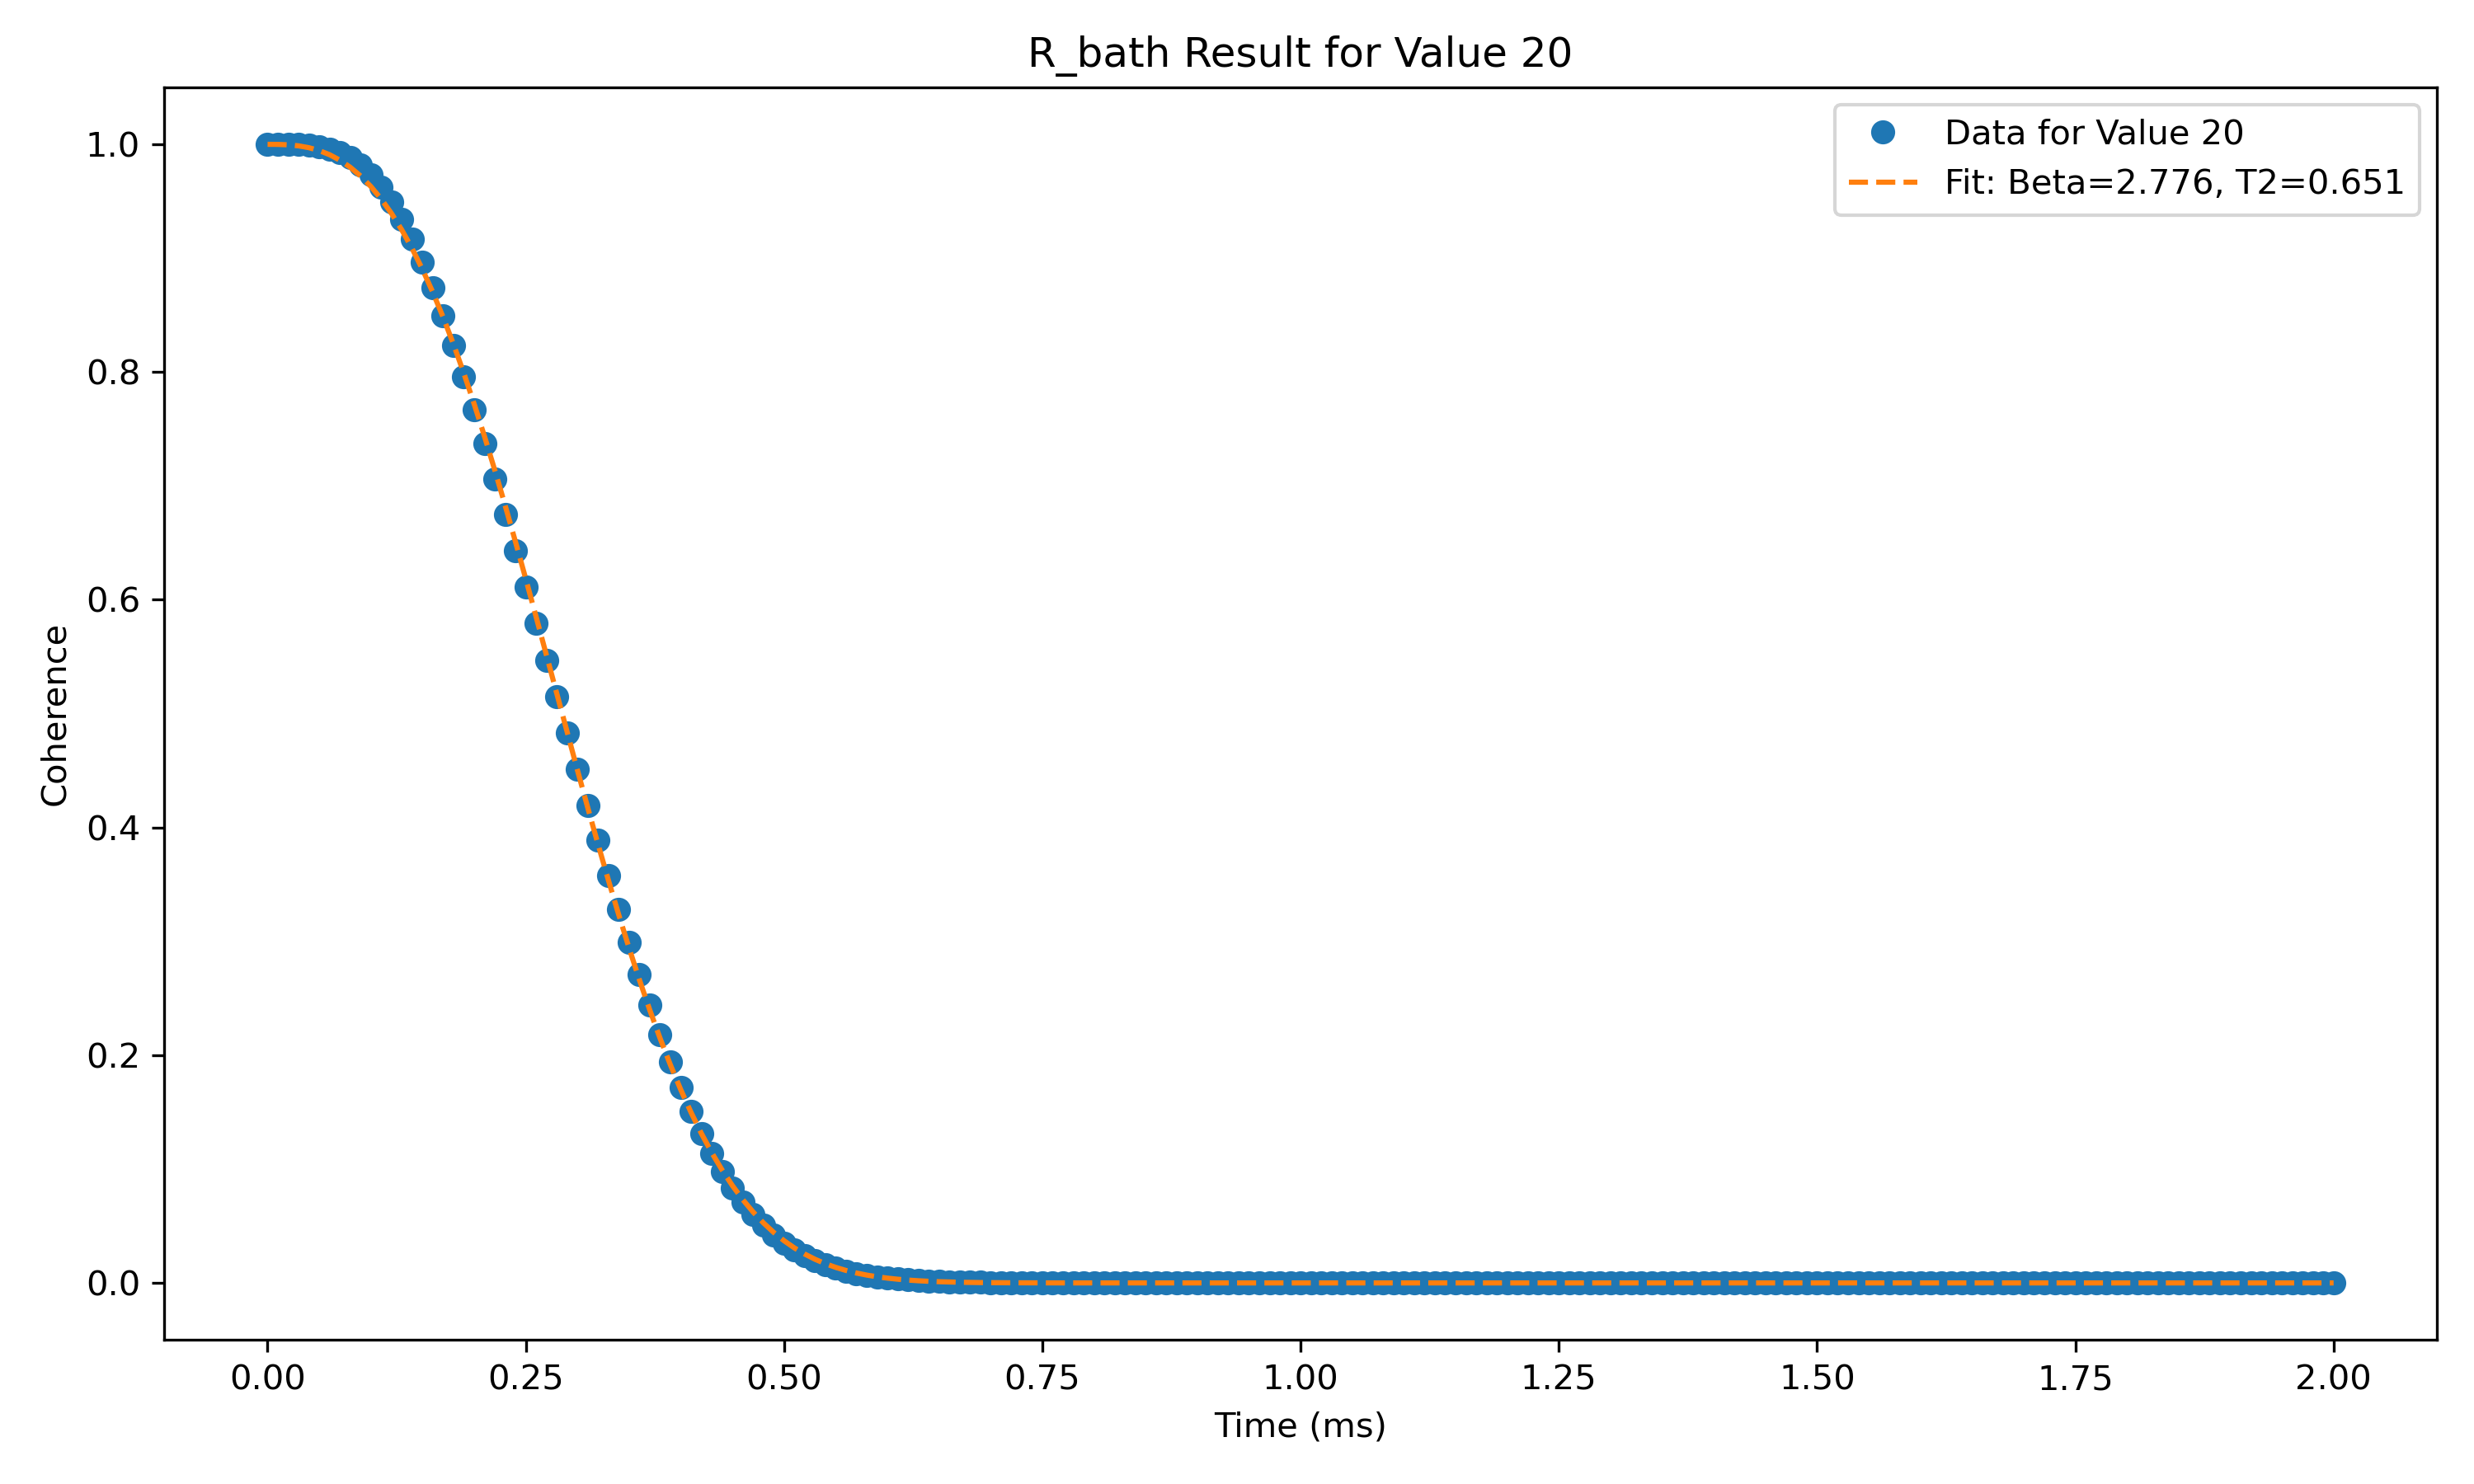 R_bath Result for Value 20
Data for Value 20
Fit: Beta=2.776, T2=0.651
Coherence
1.0
0.8
0.6
0.4
0.2
0.0
0.00 0.25 0.50 0.75 1.00 1.25 1.50 1.75 2.00
Time (ms)